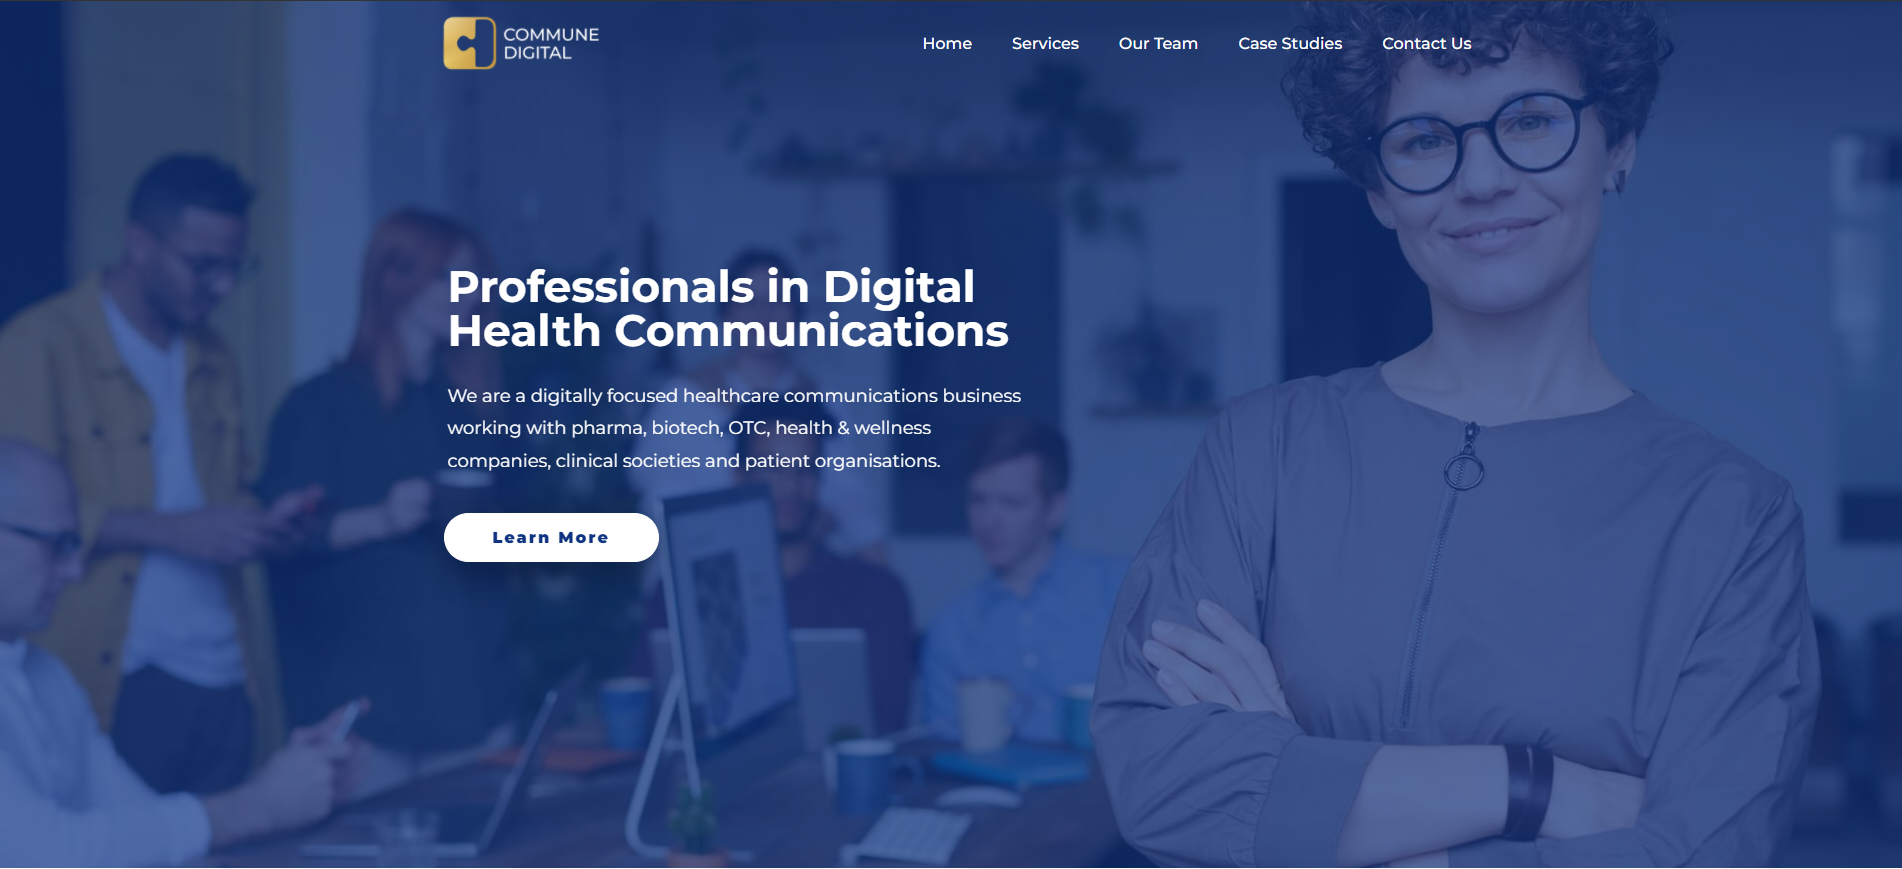 COMMUNE
DIGITAL
Home
Services
Our Team
Case Studies
Contact Us
Professionals in Digital
Health Communications
We are a digitally focused healthcare communications business
working with pharma, biotech, OTC, health & wellness
companies, clinical societies and patient organisations.
Learn More